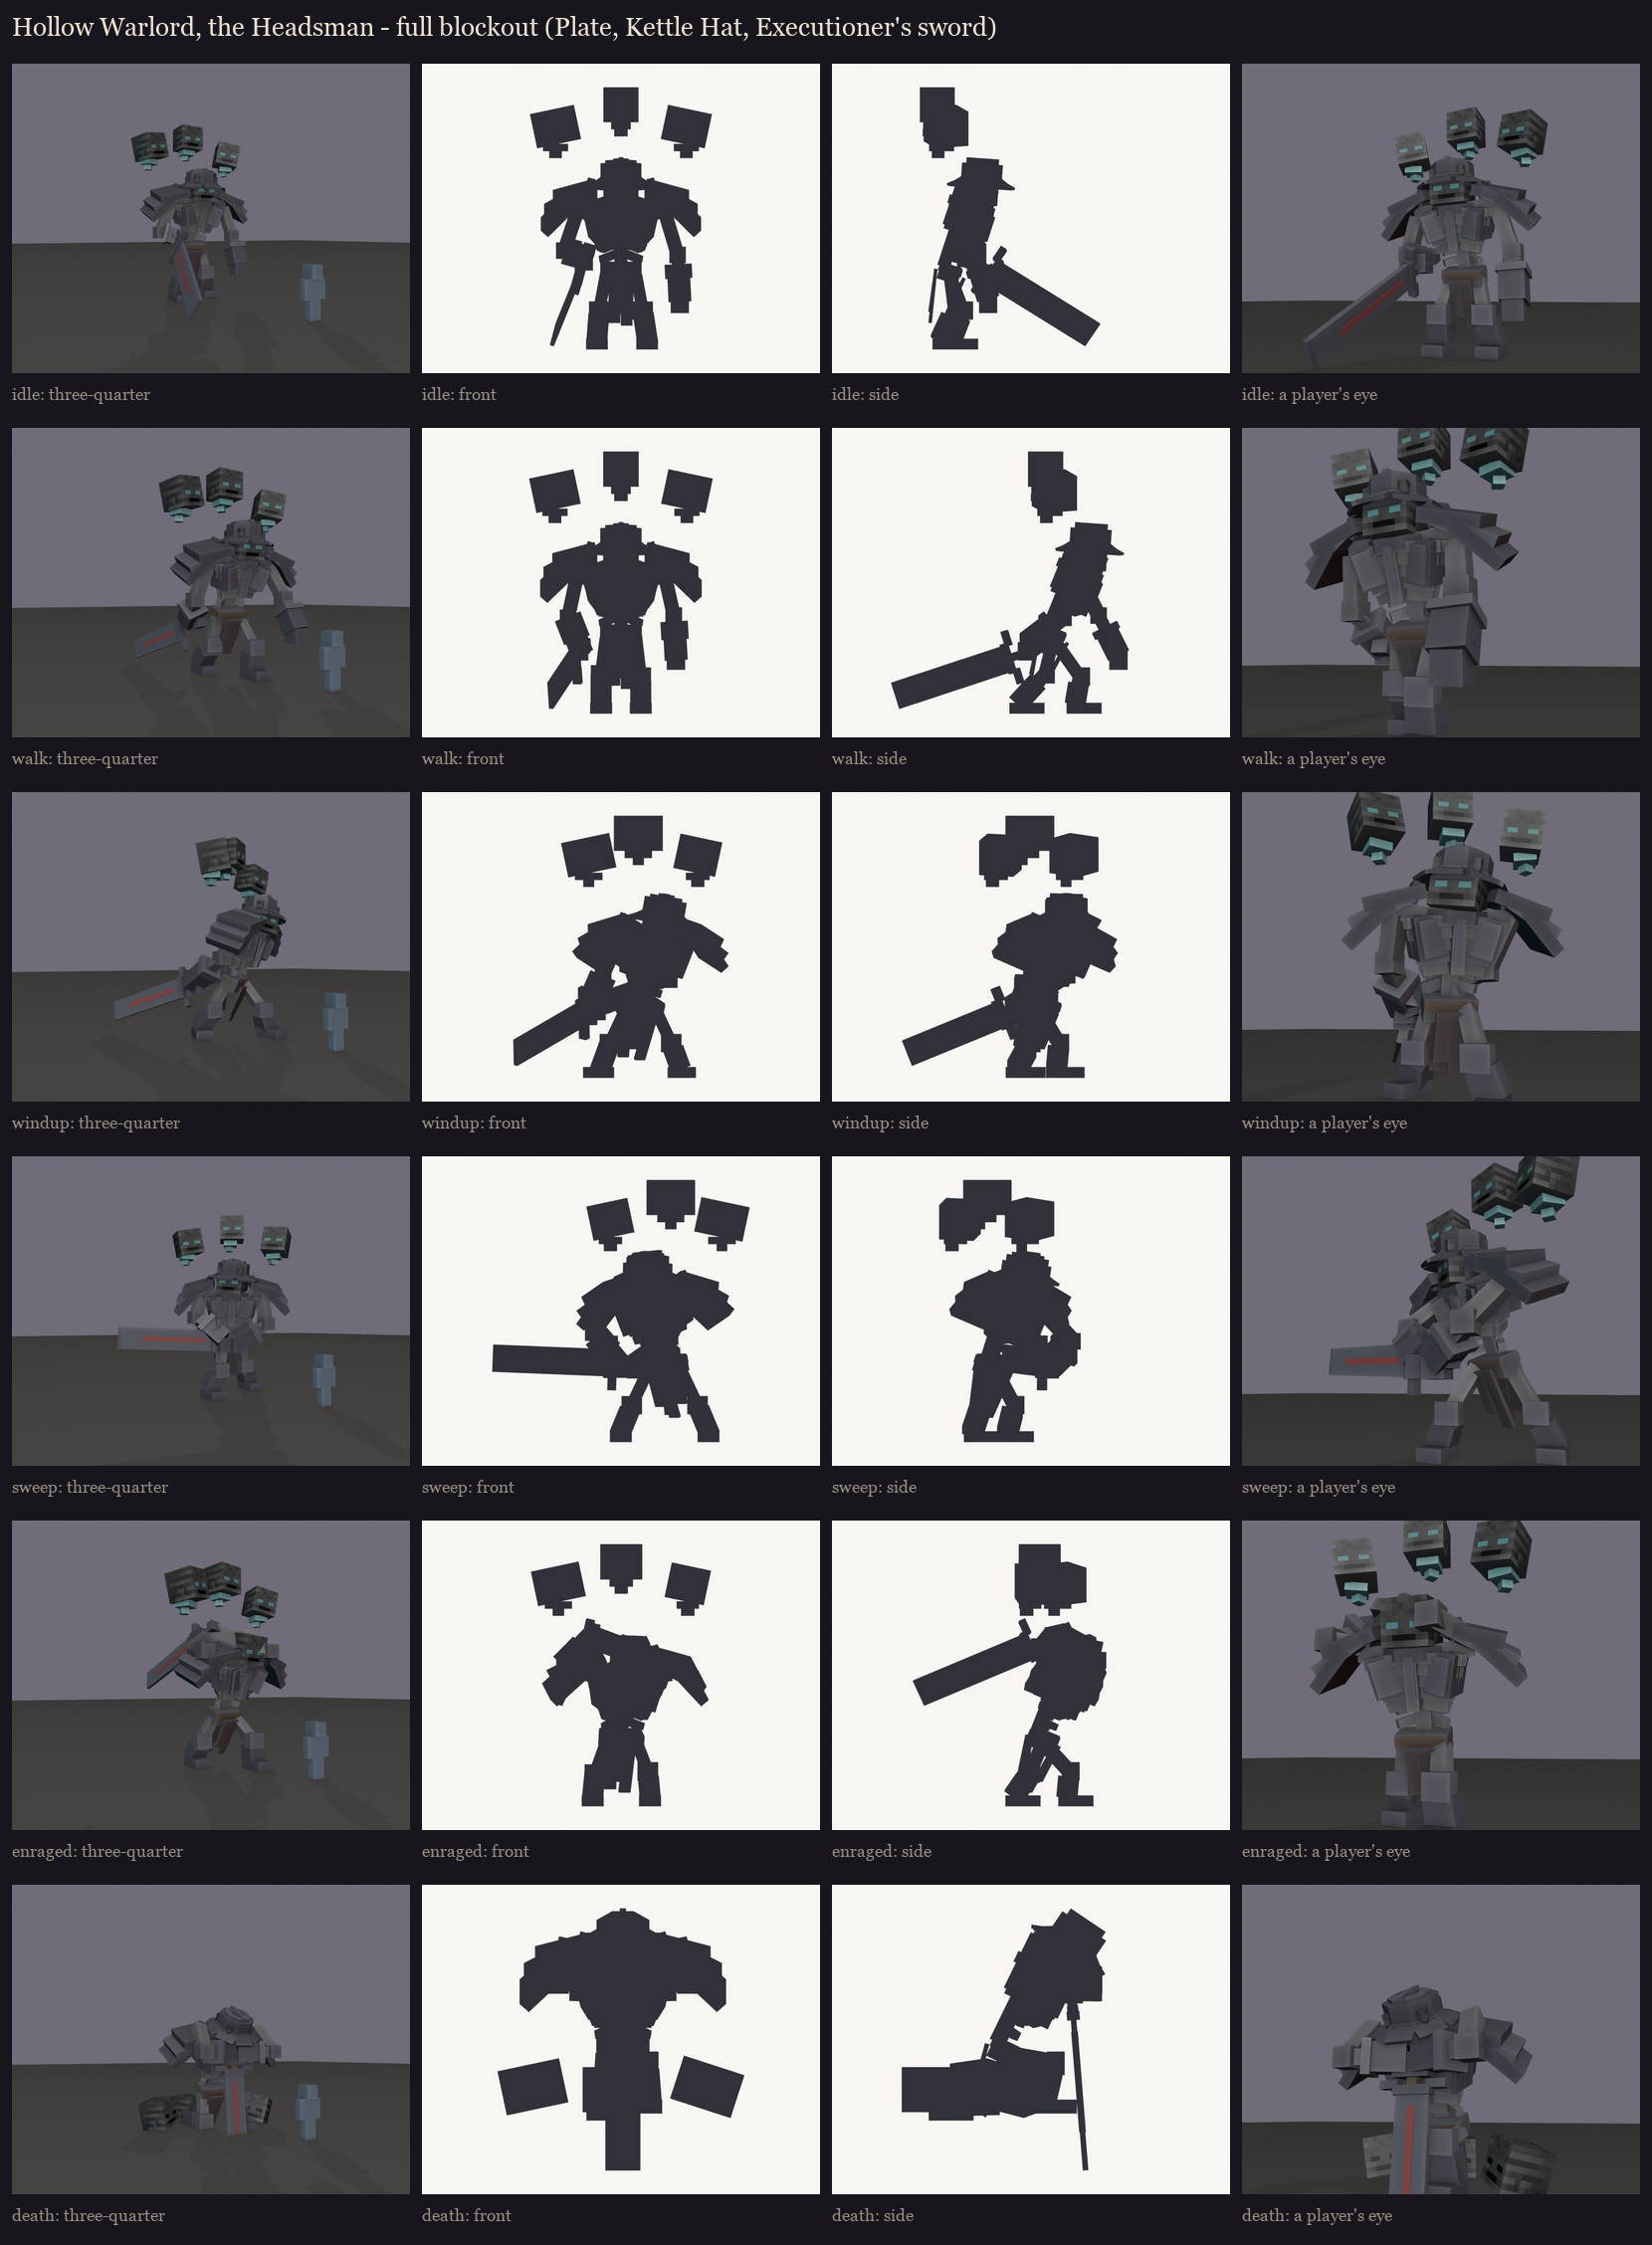 Hollow Warlord, the Headsman - full blockout (Plate, Kettle Hat, Executioner's sword)
idle: three-quarter
idle: front
idle: side
idle: a player's eye
walk: three-quarter
walk: front
walk: side
walk: a player's eye
windup: three-quarter
windup: front
windup: side
windup: a player's eye
sweep: three-quarter
sweep: front
sweep: side
sweep: a player's eye
enraged: three-quarter
enraged: front
enraged: side
enraged: a player's eye
death: three-quarter
death: front
death: side
death: a player's eye